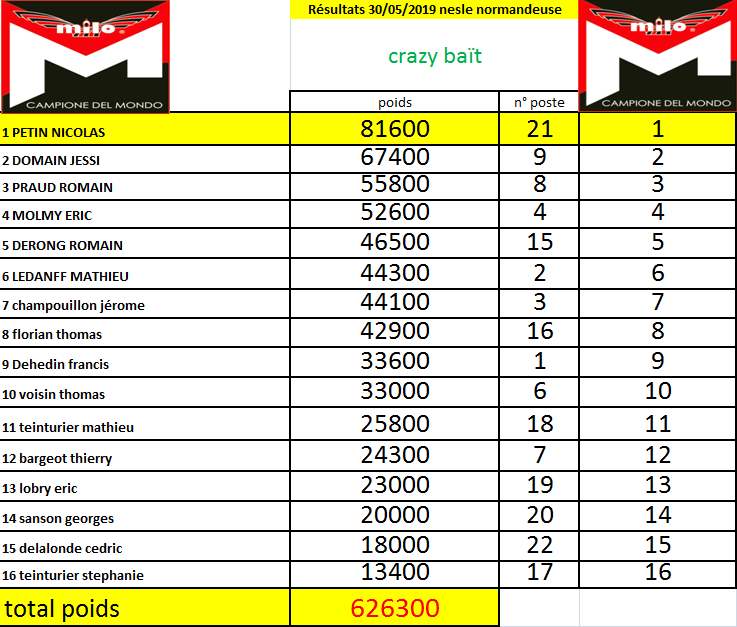 Résultats 30/05/2019 nesle normandeuse
milo
milo
crazy baït
CAMPIONE DEL MONDO
CAMPIONE DEL MONDO
poids n° poste
1 PETIN NICOLAS 81600 21 1
2 DOMAIN JESSI 67400 9 2
3 PRAUD ROMAIN 55800 8 3
4 MOLMY ERIC 52600 4 4
5 DERONG ROMAIN 46500 15 5
6 LEDANFF MATHIEU 44300 2 6
7 champouillon jérome 44100 3 7
8 florian thomas 42900 16 8
9 Dehedin francis 33600 1 9
10 voisin thomas 33000 6 10
11 teinturier mathieu 25800 18 11
12 bargeot thierry 24300 7 12
13 lobry eric 23000 19 13
14 sanson georges 20000 20 14
15 delalonde cedric 18000 22 15
16 teinturier stephanie 13400 17 16
total poids 626300